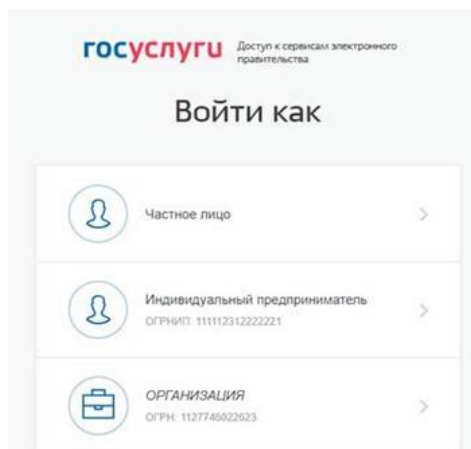 госуслуги
Доступ к сервисам электронного
правительства
Войти как
Частное лицо
Индивидуальный предприниматель
ОГРНИП: 111112312222221
ОРГАНИЗАЦИЯ
ОГРН: 1127746022623